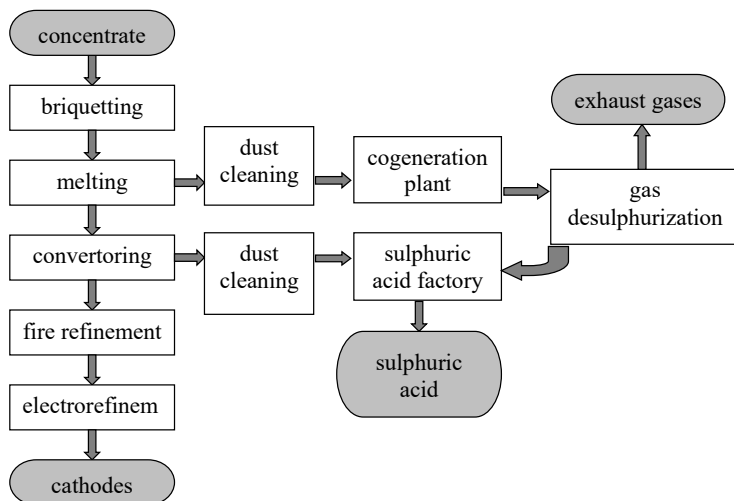 concentrate
briquetting
melting
convertoring
fire refinement
electrorefinem
cathodes
dust
cleaning
cogeneration
plant
gas
desulphurization
exhaust gases
dust
cleaning
sulphuric
acid factory
sulphuric
acid